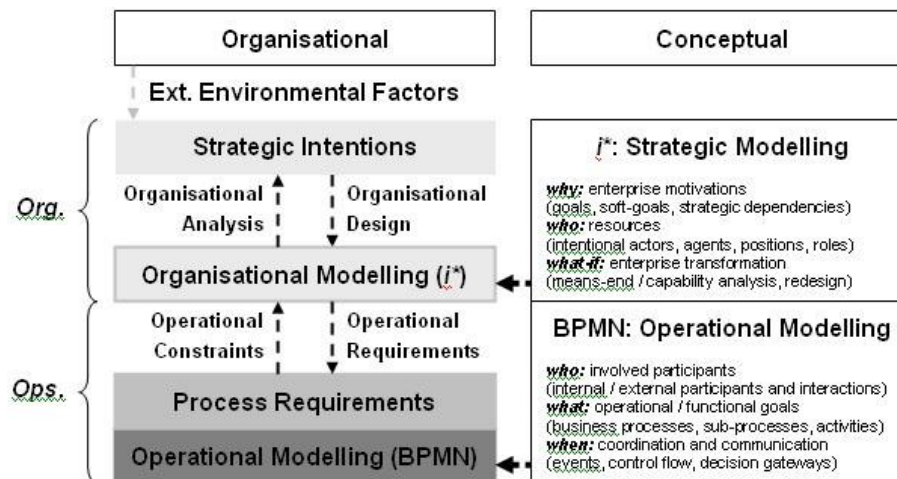 Organisational
Conceptual
Ext. Environmental Factors
Org.
Strategic Intentions
Organisational Analysis
Organisational Design
Organisational Modelling (i*)
Ops.
Operational Constraints
Operational Requirements
Process Requirements
Operational Modelling (BPMN)
i*: Strategic Modelling
why: enterprise motivations
(goals, soft-goals, strategic dependencies)
who: resources
(intentional actors, agents, positions, roles)
what-if: enterprise transformation
(means-end / capability analysis, redesign)
BPMN: Operational Modelling
who: involved participants
(internal / external participants and interactions)
what: operational / functional goals
(business processes, sub-processes, activities)
when: coordination and communication
(events, control flow, decision gateways)